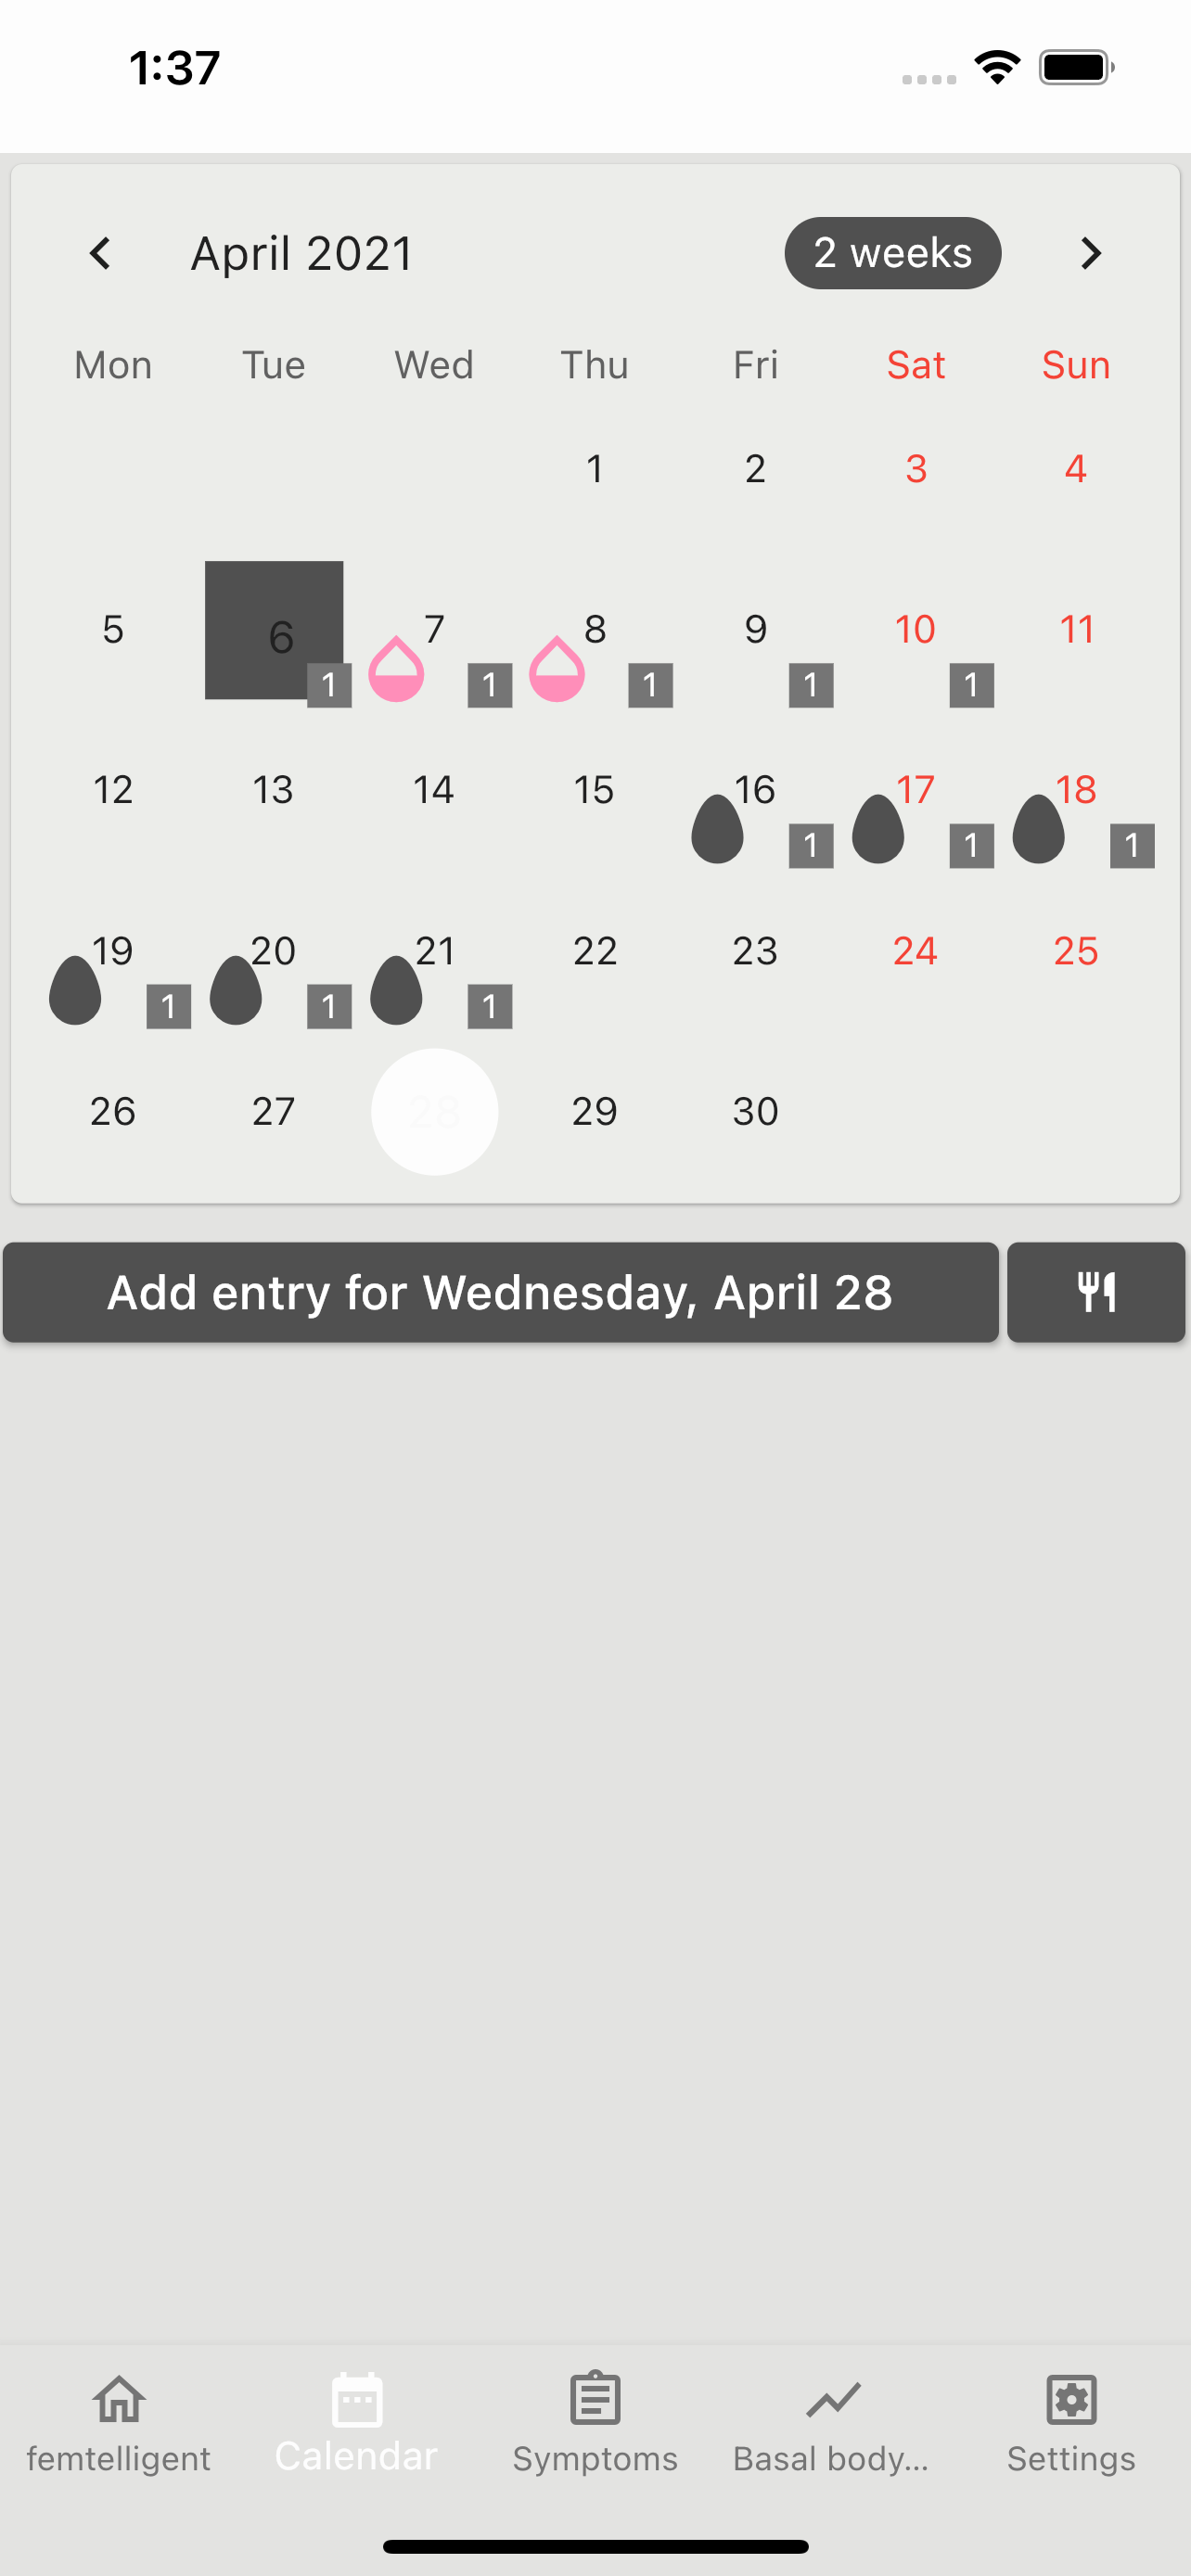 1:37
April 2021 2 weeks
Mon Tue Wed Thu Fri Sat Sun
1 2 3 4
5 6 7 8 9 10 11
1 1 1 1 1
12 13 14 15 16 17 18
1 1 1
19 20 21 22 23 24 25
1 1 1
26 27 28 29 30
Add entry for Wednesday, April 28
femtelligent Calendar Symptoms Basal body... Settings